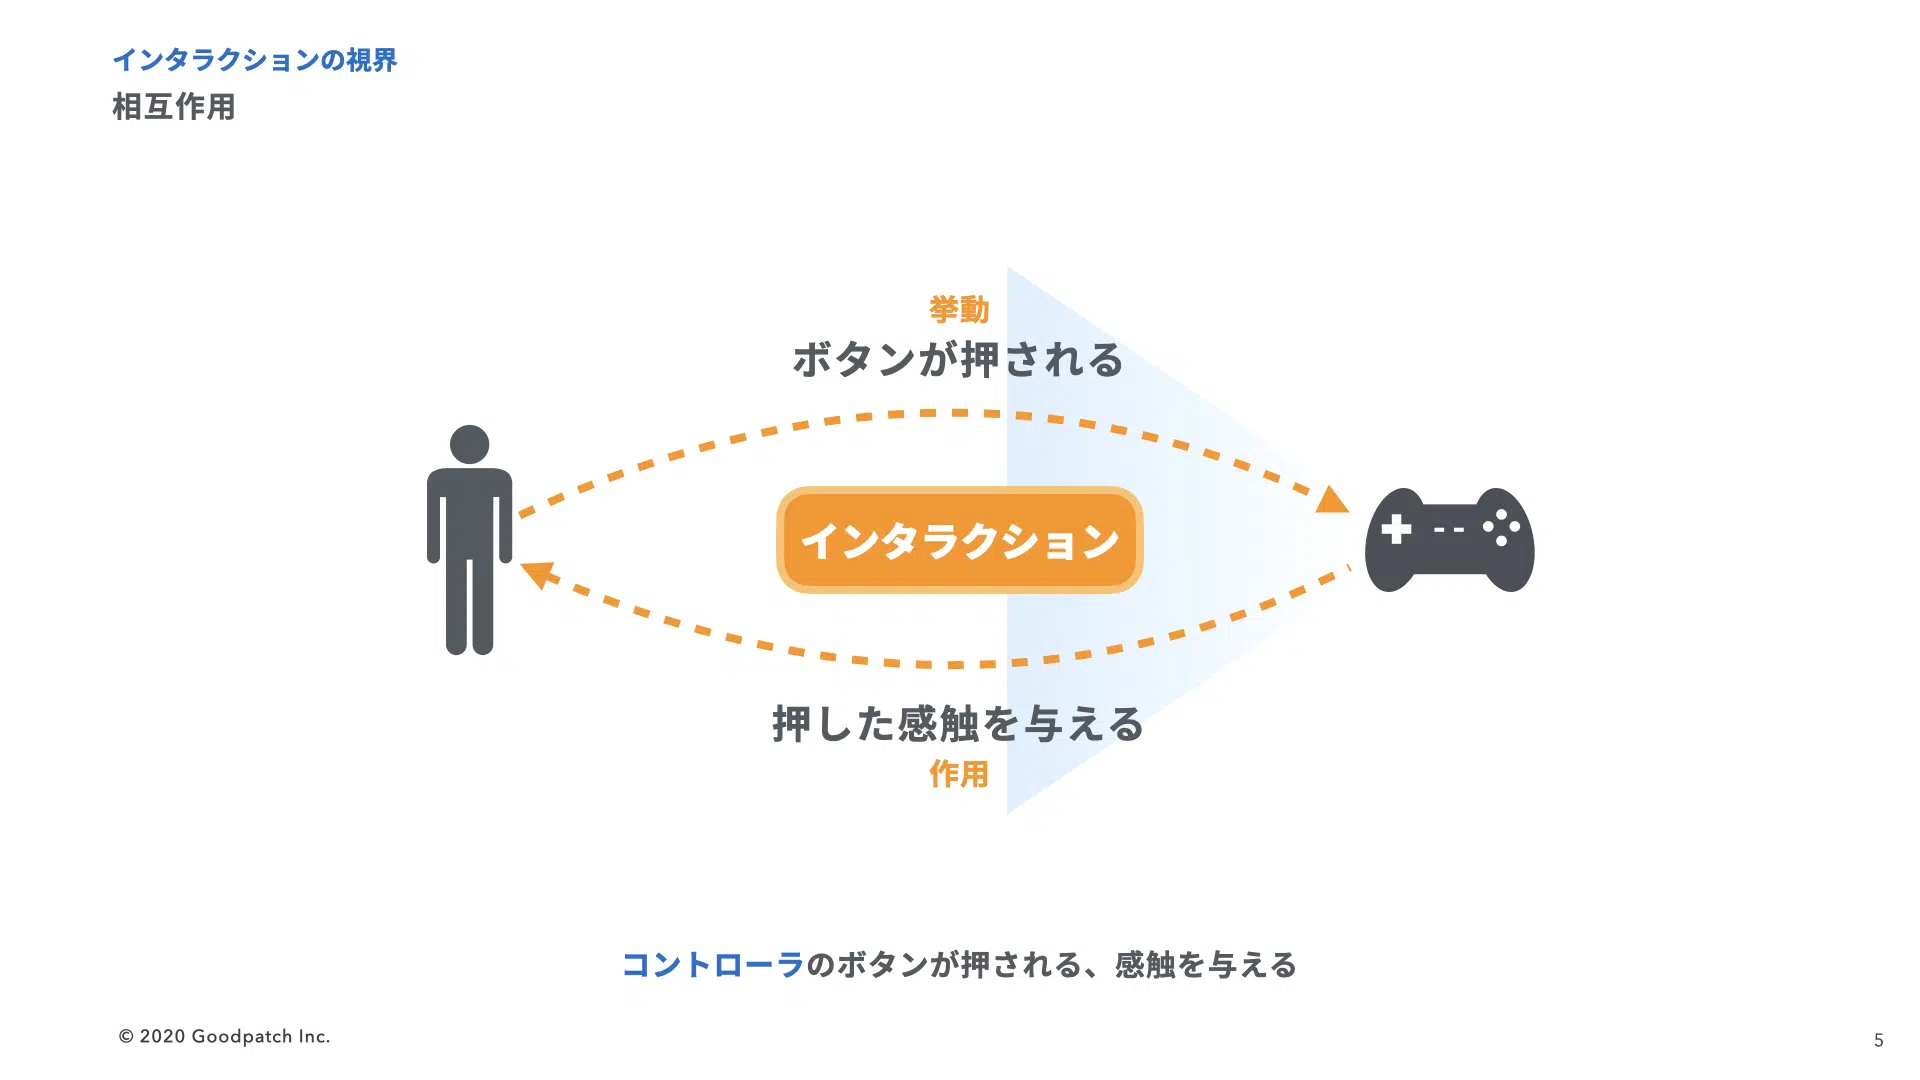 インタラクションの視界
相互作用
挙動
ボタンが押される
インタラクション
押した感触を与える
作用
コントローラのボタンが押される、感触を与える
© 2020 Goodpatch Inc.
5